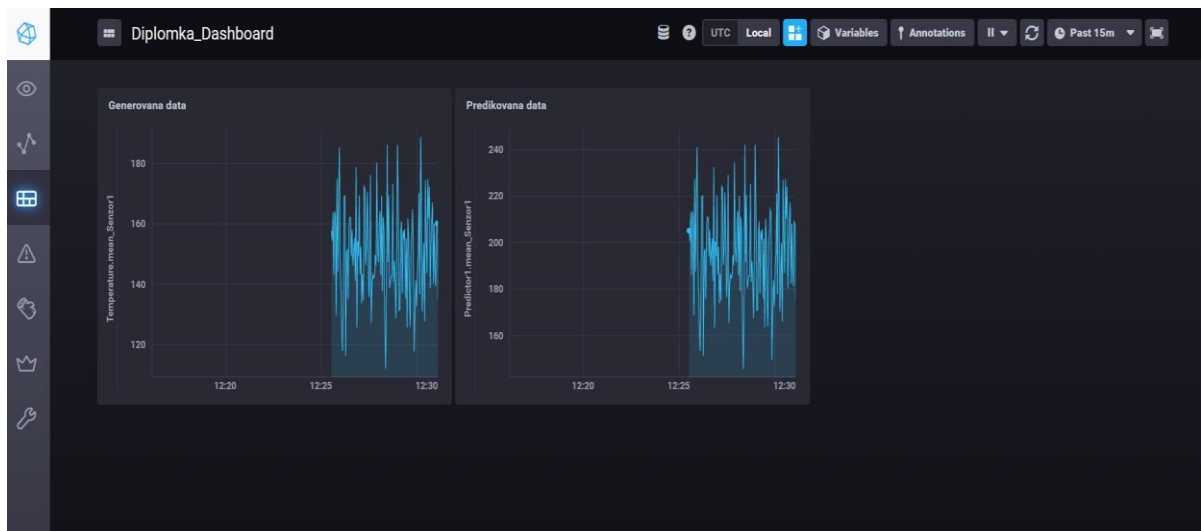 Diplomka_Dashboard
UTC Local Variables Annotations Past 15m
Generovana data
Temperature.mean_Senzor1
180
160
140
120
12:20 12:25 12:30
Predikovana data
Predictor1.mean_Senzor1
240
220
200
180
160
12:20 12:25 12:30